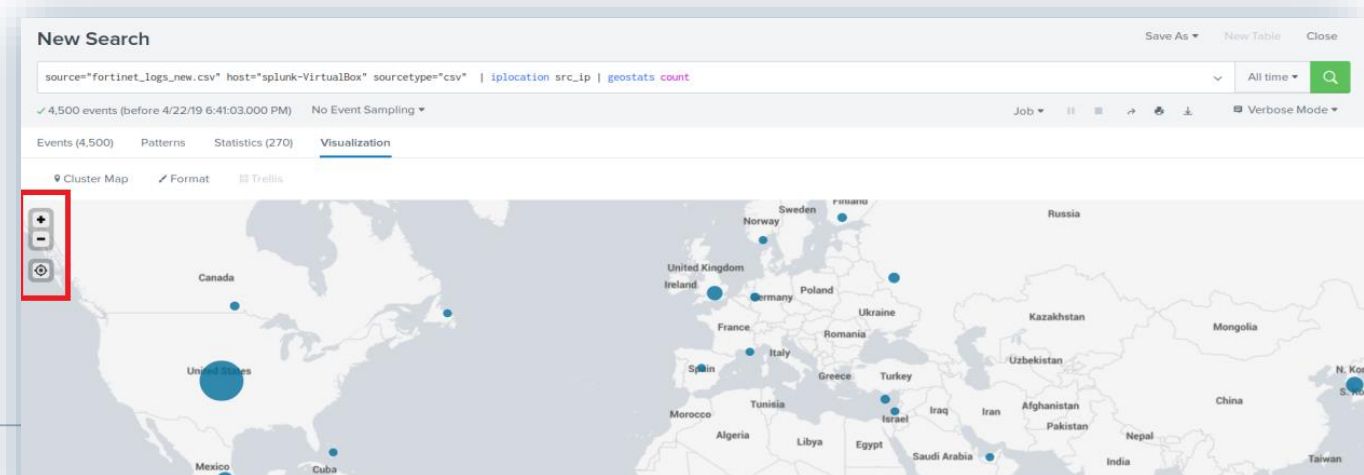 New Search
Save As ▾ New Table Close
source="fortinet_logs_new.csv" host="splunk-VirtualBox" sourcetype="csv" | iplocation src_ip | geostats count
All time ▾
✓ 4,500 events (before 4/22/19 6:41:03.000 PM) No Event Sampling ▾
Job ▾ Verbose Mode ▾
Events (4,500) Patterns Statistics (270) Visualization
Cluster Map Format Trellis
+
-
Finland
Sweden
Norway
Russia
United Kingdom
Ireland
Canada
Germany
Poland
Ukraine
Kazakhstan
France
Romania
Mongolia
Italy
Uzbekistan
United States
Spain
Greece
Turkey
N. Kor
S. Ko
China
Tunisia
Morocco
Israel
Iraq
Iran
Afghanistan
Pakistan
Algeria
Libya
Egypt
Nepal
Saudi Arabia
India
Taiwan
Mexico
Cuba